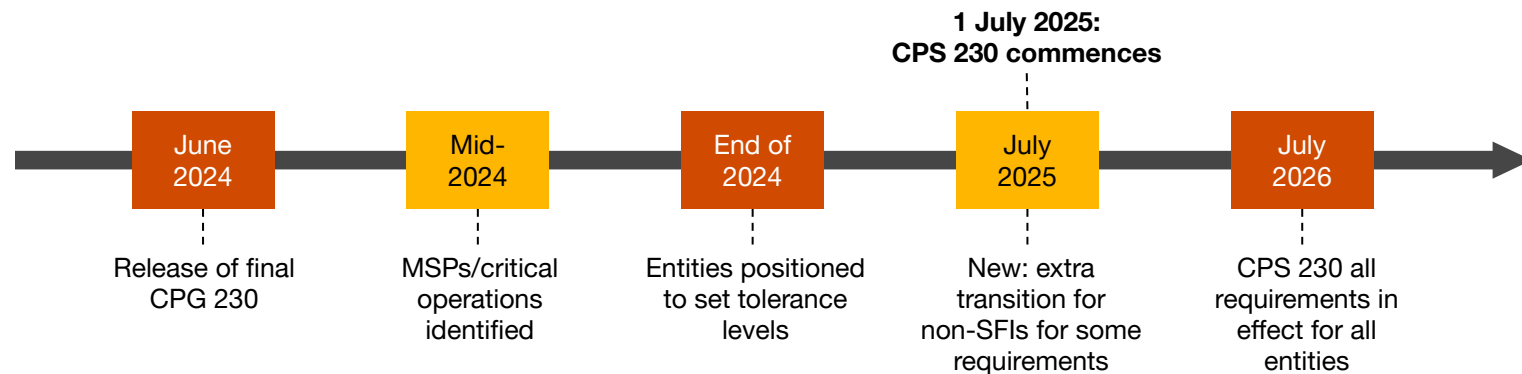 1 July 2025:
CPS 230 commences
June
2024
Mid-
2024
End of
2024
July
2025
July
2026
Release of final
CPG 230
MSPs/critical
operations
identified
Entities positioned
to set tolerance
levels
New: extra
transition for
non-SFIs for some
requirements
CPS 230 all
requirements in
effect for all
entities